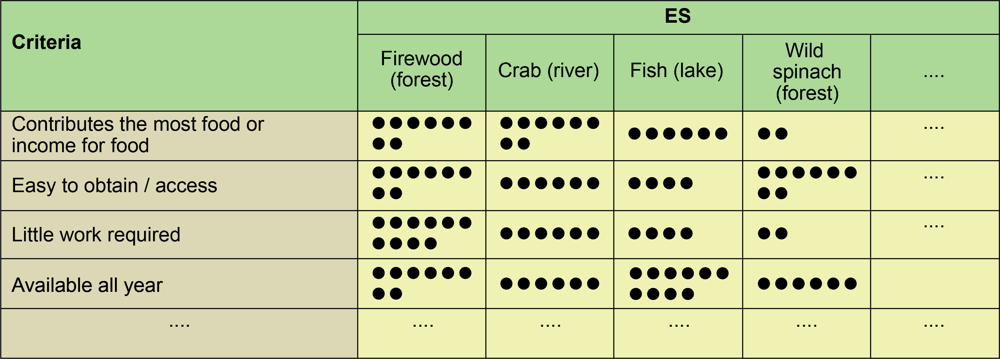 Criteria
ES
Firewood
(forest)
Crab (river)
Fish (lake)
Wild
spinach
(forest)
....
Contributes the most food or
income for food
....
Easy to obtain / access
....
Little work required
....
Available all year
....
....
....
....
....
....